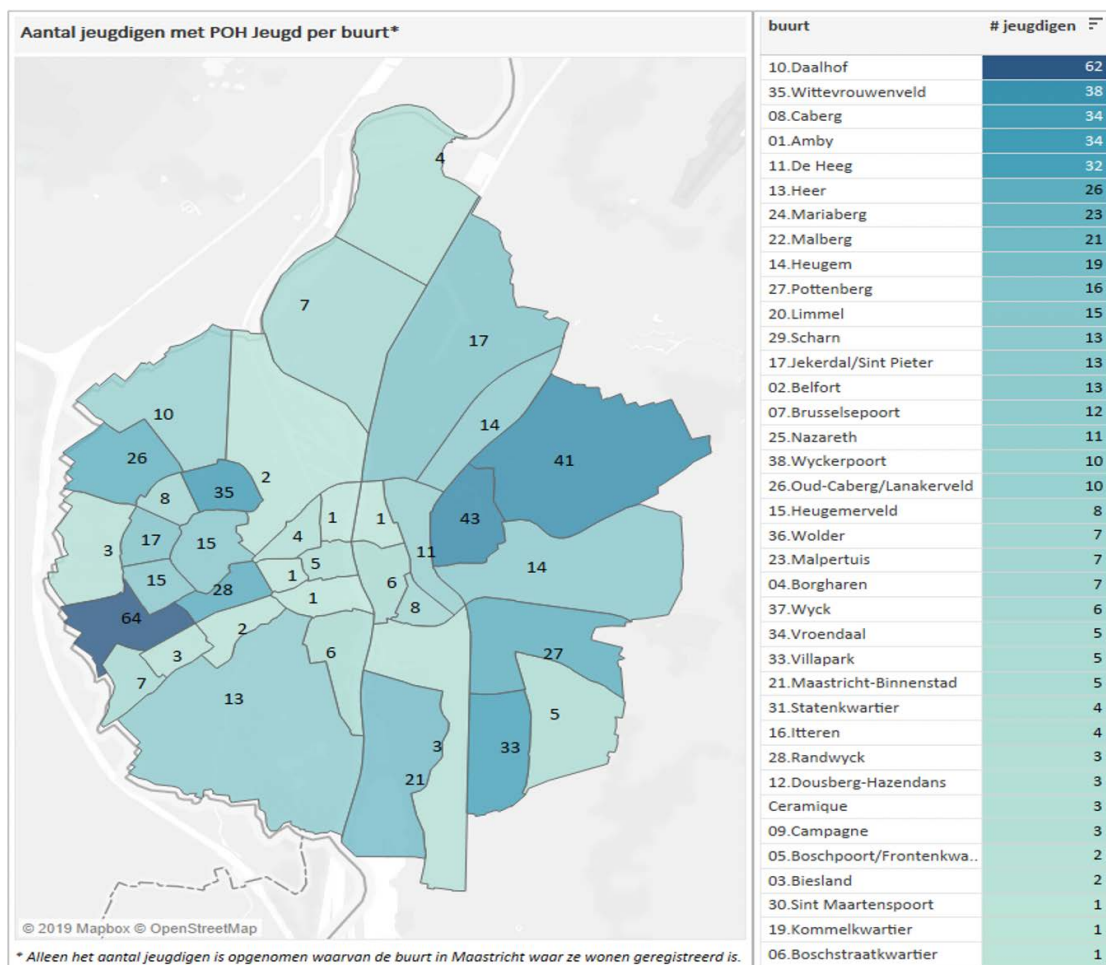 Aantal jeugdigen met POH Jeugd per buurt*
4
7
17
10
14
26
41
2
35
8
43
1
1
4
17
15
3
11
5
14
15
1
6
28
1
8
64
2
3
6
27
7
13
5
3
33
21
© 2019 Mapbox © OpenStreetMap
* Alleen het aantal jeugdigen is opgenomen waarvan de buurt in Maastricht waar ze wonen geregistreerd is.
buurt # jeugdigen
10.Daalhof 62
35.Wittevrouwenveld 38
08.Caberg 34
01.Amby 34
11.De Heeg 32
13.Heer 26
24.Mariaberg 23
22.Malberg 21
14.Heugem 19
27.Pottenberg 16
20.Limmel 15
29.Scharn 13
17.Jekerdal/Sint Pieter 13
02.Belfort 13
07.Brusselsepoort 12
25.Nazareth 11
38.Wyckerpoort 10
26.Oud-Caberg/Lanakerveld 10
15.Heugemerveld 8
36.Wolder 7
23.Malpertuis 7
04.Borgharen 7
37.Wyck 6
34.Vroendaal 5
33.Villapark 5
21.Maastricht-Binnenstad 5
31.Statenkwartier 4
16.Itteren 4
28.Randwyck 3
12.Dousberg-Hazendans 3
Ceramique 3
09.Campagne 3
05.Boschpoort/Frontenkwa.. 2
03.Biesland 2
30.Sint Maartenspoort 1
19.Kommelkwartier 1
06.Boschstraatkwartier 1